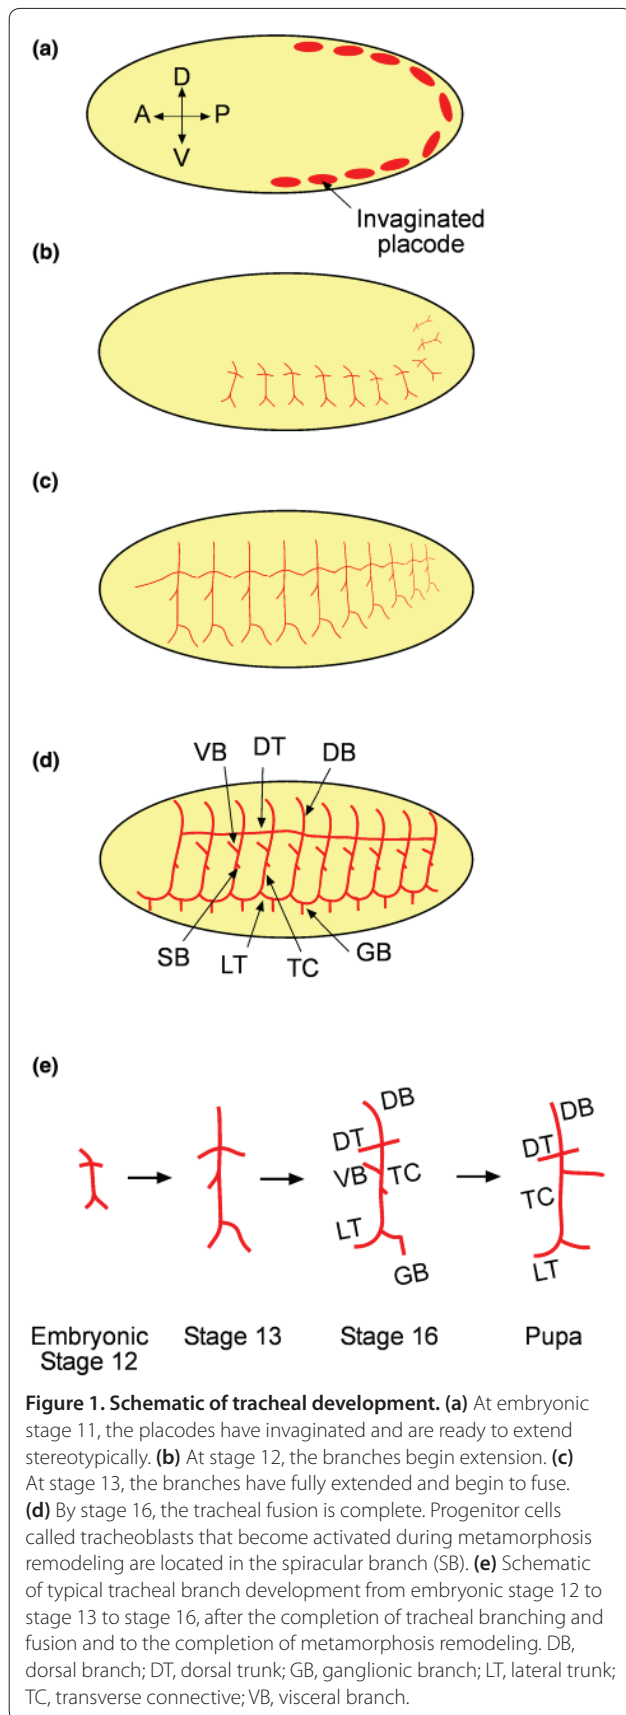 (a)
D
A
P
V
Invaginated
placode
(b)
(c)
(d)
VB
DT
DB
SB
LT
TC
GB
(e)
DB
DT
VB
TC
LT
GB
DB
DT
TC
LT
Embryonic
Stage 12
Stage 13
Stage 16
Pupa
Figure 1. Schematic of tracheal development. (a) At embryonic
stage 11, the placodes have invaginated and are ready to extend
stereotypically. (b) At stage 12, the branches begin extension. (c)
At stage 13, the branches have fully extended and begin to fuse.
(d) By stage 16, the tracheal fusion is complete. Progenitor cells
called tracheoblasts that become activated during metamorphosis
remodeling are located in the spiracular branch (SB). (e) Schematic
of typical tracheal branch development from embryonic stage 12 to
stage 13 to stage 16, after the completion of tracheal branching and
fusion and to the completion of metamorphosis remodeling. DB,
dorsal branch; DT, dorsal trunk; GB, ganglionic branch; LT, lateral trunk;
TC, transverse connective; VB, visceral branch.